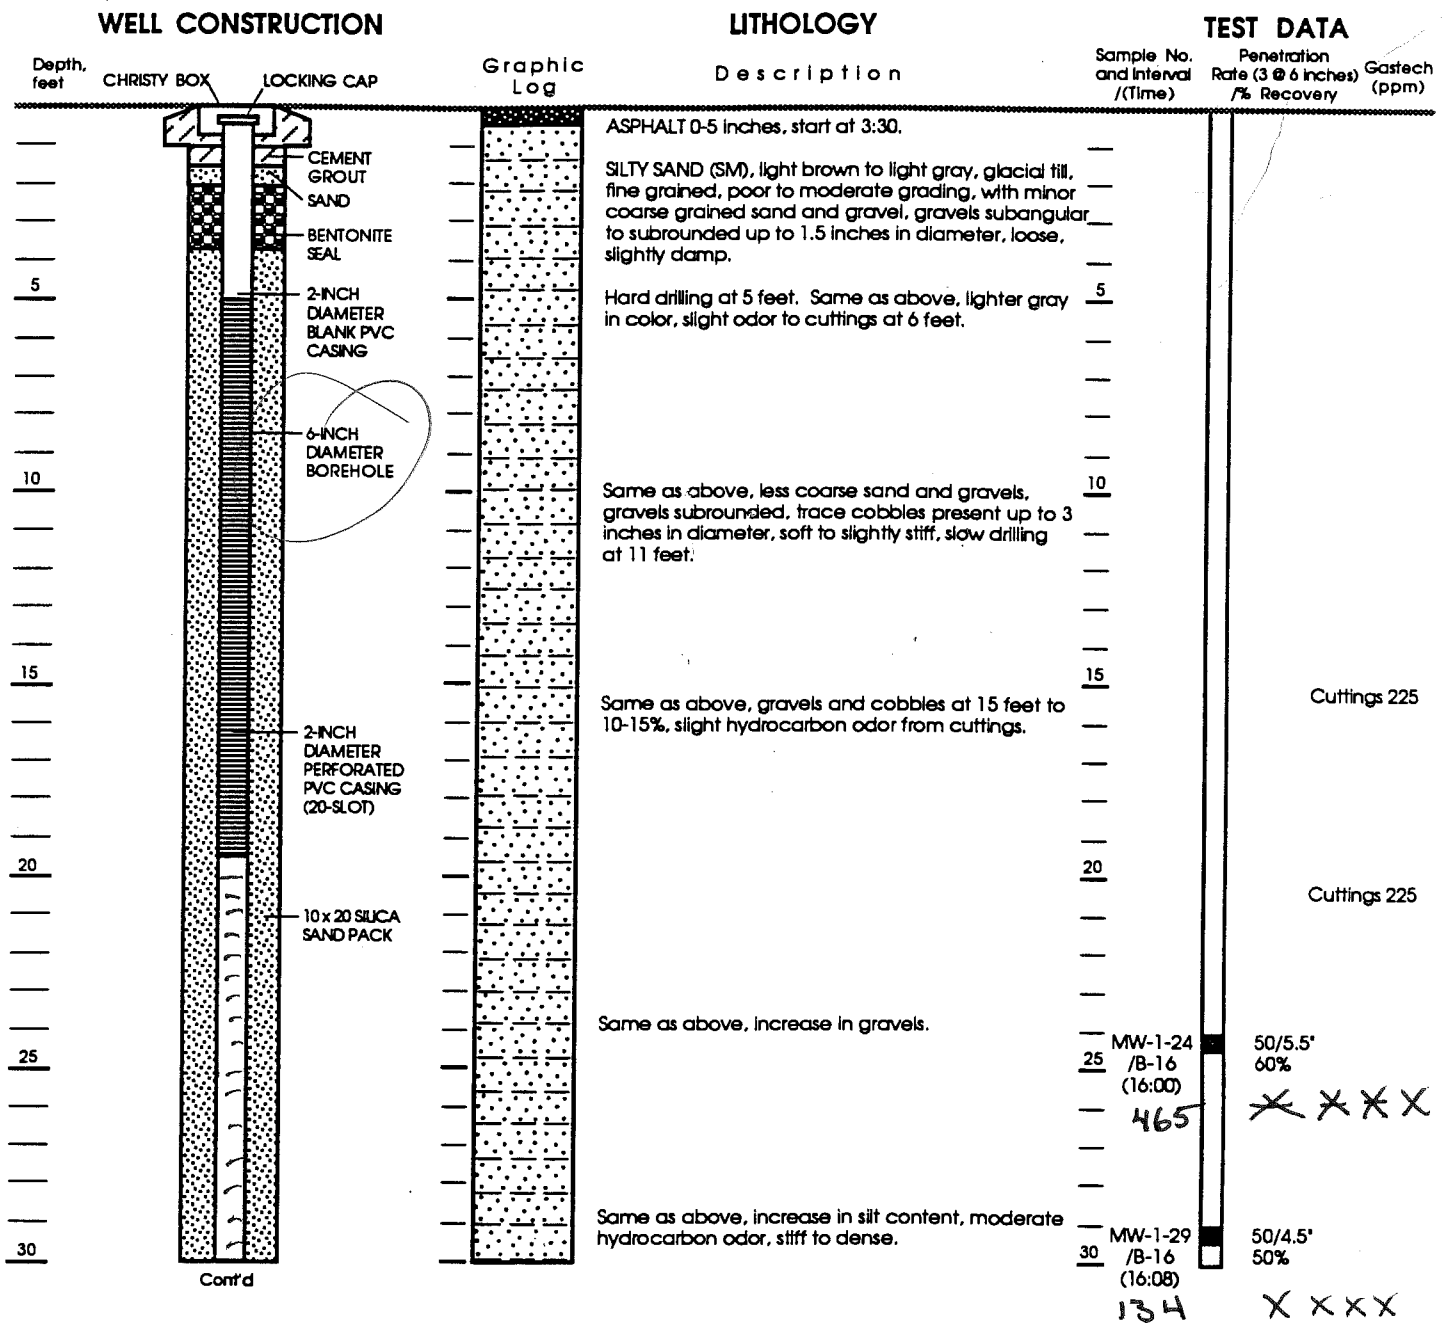 WELL CONSTRUCTION
LITHOLOGY
TEST DATA
Depth,
feet
CHRISTY BOX
LOCKING CAP
Graphic
Log
Description
Sample No.
and Interval
/(Time)
Penetration
Rate (3 @ 6 inches)
/% Recovery
Gastech
(ppm)
CEMENT
GROUT
SAND
BENTONITE
SEAL
2-INCH
DIAMETER
BLANK PVC
CASING
6-INCH
DIAMETER
BOREHOLE
2-INCH
DIAMETER
PERFORATED
PVC CASING
(20-SLOT)
10 x 20 SILICA
SAND PACK
5
10
15
20
25
30
Cont'd
ASPHALT 0-5 inches, start at 3:30.
SILTY SAND (SM), light brown to light gray, glacial till,
fine grained, poor to moderate grading, with minor
coarse grained sand and gravel, gravels subangular
to subrounded up to 1.5 inches in diameter, loose,
slightly damp.
Hard drilling at 5 feet. Same as above, lighter gray
in color, slight odor to cuttings at 6 feet.
Same as above, less coarse sand and gravels,
gravels subrounded, trace cobbles present up to 3
inches in diameter, soft to slightly stiff, slow drilling
at 11 feet.
Same as above, gravels and cobbles at 15 feet to
10-15%, slight hydrocarbon odor from cuttings.
Same as above, increase in gravels.
Same as above, increase in silt content, moderate
hydrocarbon odor, stiff to dense.
5
10
15
20
25
30
Cuttings 225
Cuttings 225
MW-1-24
/B-16
(16:00)
50/5.5"
60%
465
X X X X
MW-1-29
/B-16
(16:08)
50/4.5"
50%
134
X X X X